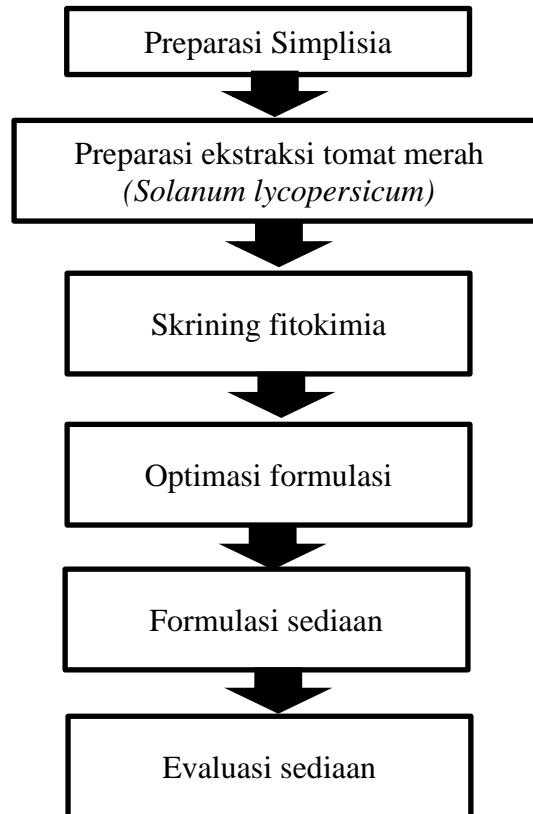 Preparasi Simplisia
Preparasi ekstraksi tomat merah
(Solanum lycopersicum)
Skrining fitokimia
Optimasi formulasi
Formulasi sediaan
Evaluasi sediaan